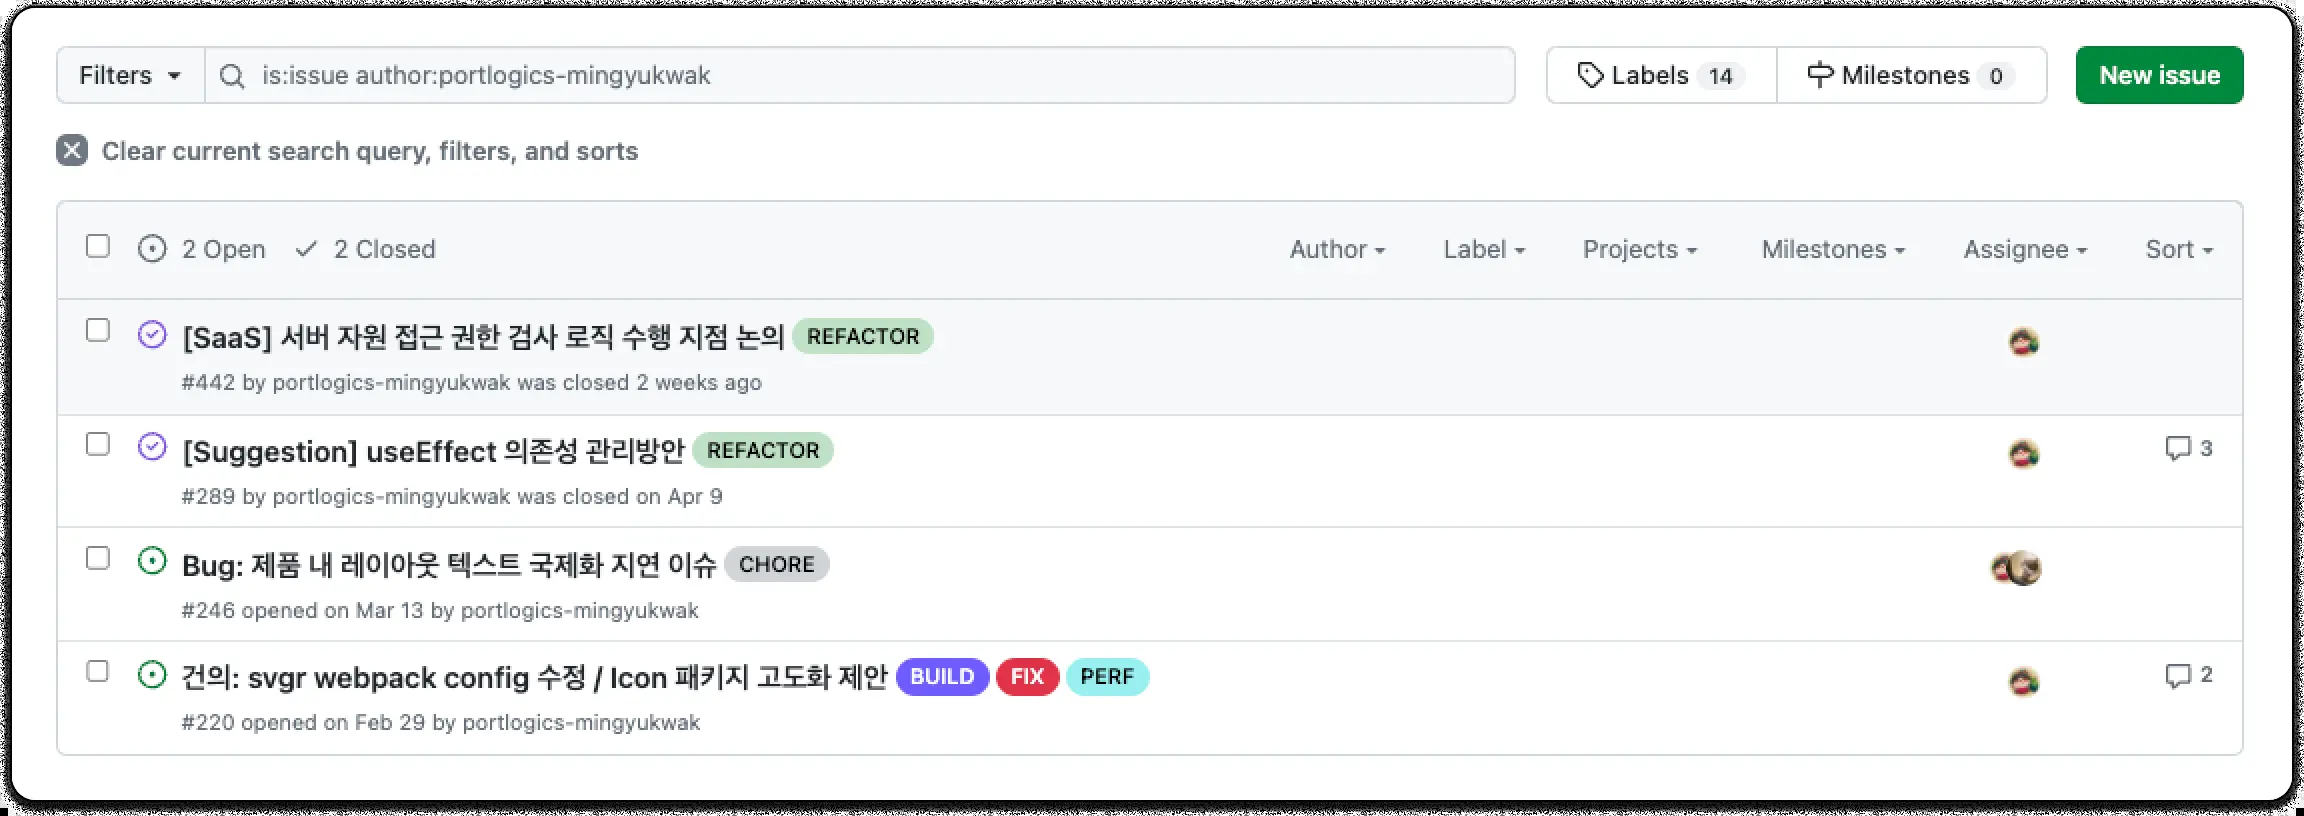 Filters is:issue author:portlogics-mingyukwak Labels 14 Milestones 0 New issue
Clear current search query, filters, and sorts
2 Open 2 Closed Author Label Projects Milestones Assignee Sort
[SaaS] 서버 자원 접근 권한 검사 로직 수행 지점 논의 REFACTOR
#442 by portlogics-mingyukwak was closed 2 weeks ago
[Suggestion] useEffect 의존성 관리방안 REFACTOR 3
#289 by portlogics-mingyukwak was closed on Apr 9
Bug: 제품 내 레이아웃 텍스트 국제화 지연 이슈 CHORE
#246 opened on Mar 13 by portlogics-mingyukwak
건의: svgr webpack config 수정 / Icon 패키지 고도화 제안 BUILD FIX PERF 2
#220 opened on Feb 29 by portlogics-mingyukwak